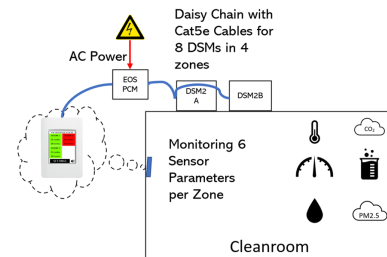 Daisy Chain with
Cat5e Cables for
8 DSMs in 4
zones
AC Power
EOS
PCM
DSM2
A
DSM2B
Monitoring 6
Sensor
Parameters
per Zone
CO₂
PM2.5
Cleanroom